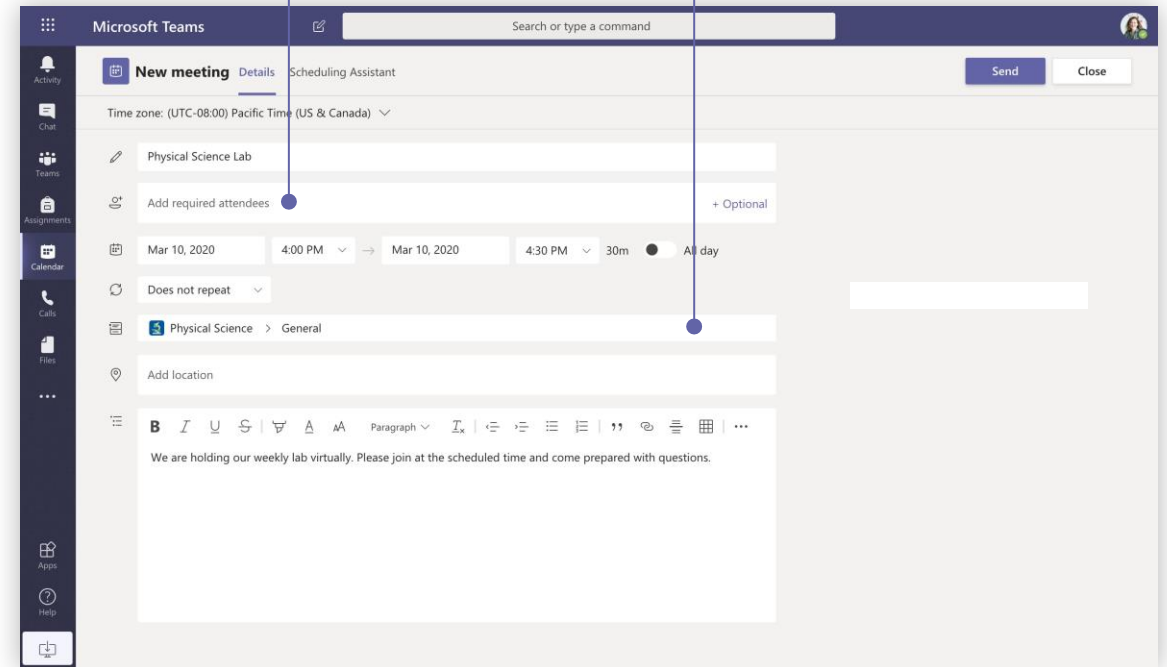 Microsoft Teams
Search or type a command
Activity
Chat
Teams
Assignments
Calendar
Calls
Files
Apps
Help
New meeting Details Scheduling Assistant
Send Close
Time zone: (UTC-08:00) Pacific Time (US & Canada)
Physical Science Lab
Add required attendees + Optional
Mar 10, 2020 4:00 PM → Mar 10, 2020 4:30 PM 30m All day
Does not repeat
Physical Science > General
Add location
B I U S A AA Paragraph Tx
We are holding our weekly lab virtually. Please join at the scheduled time and come prepared with questions.